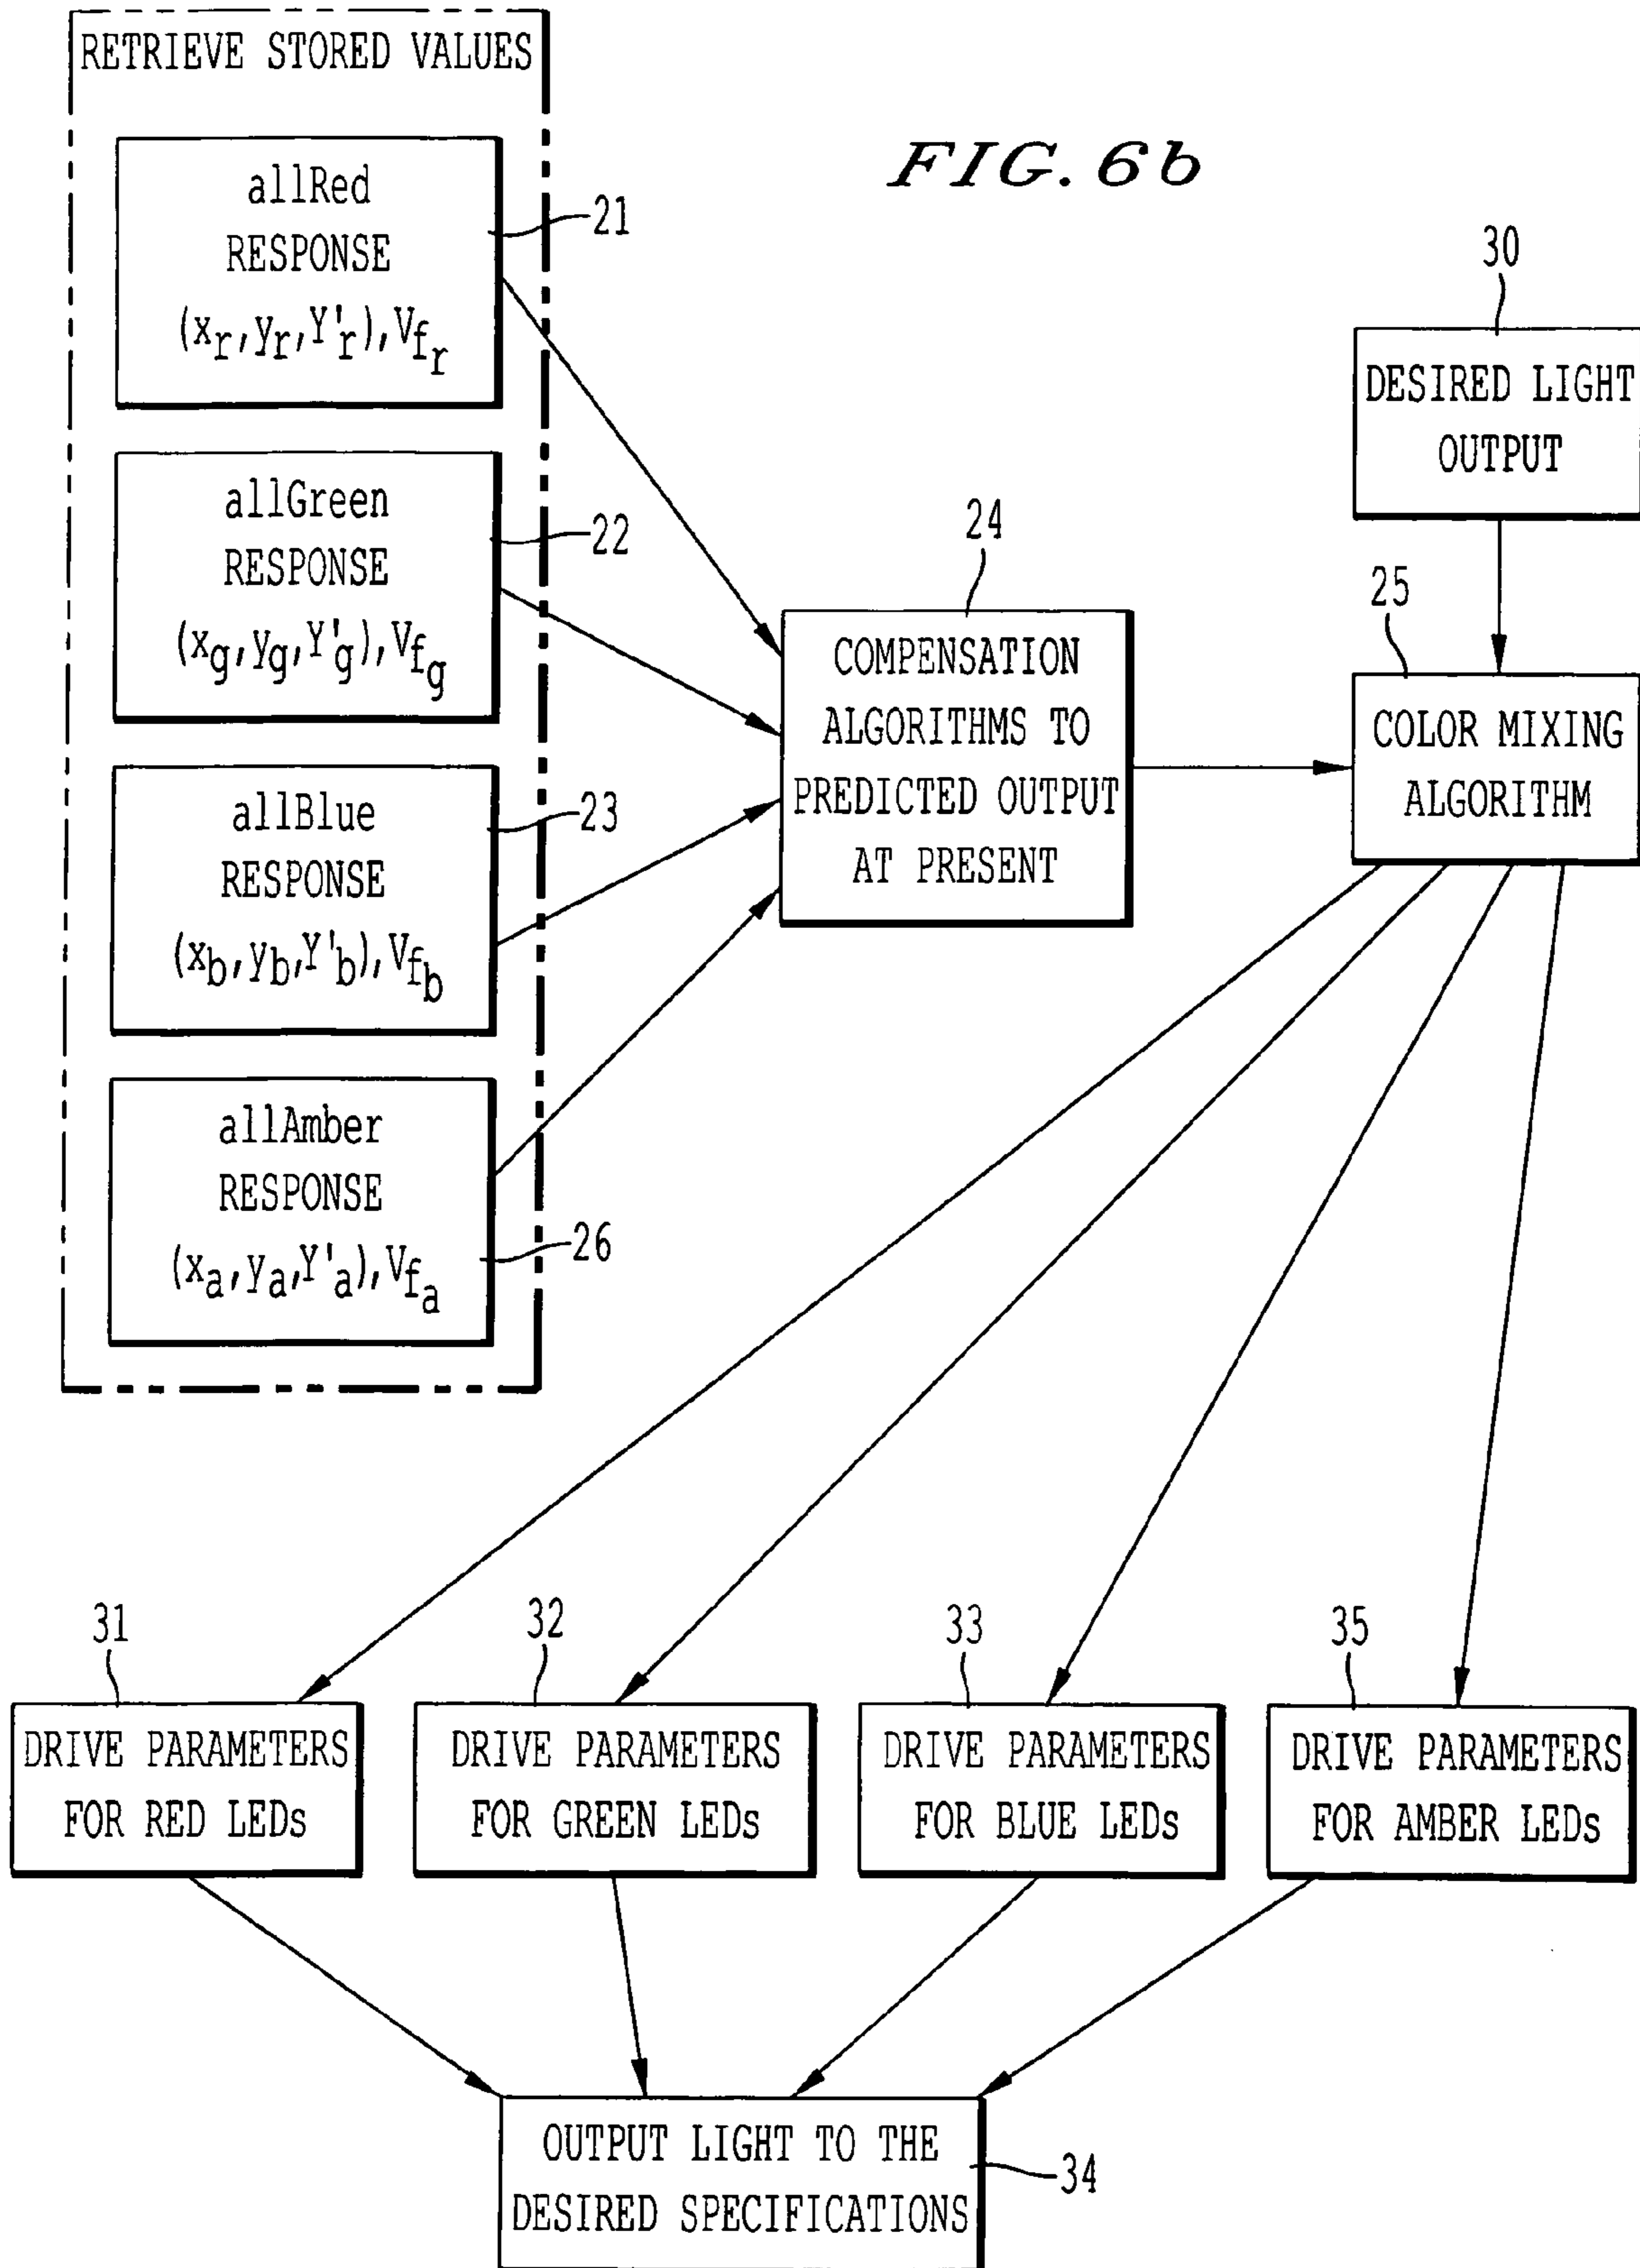 RETRIEVE STORED VALUES
FIG. 6b
allRed
RESPONSE
(xr,yr,Y'r),Vfr
21
allGreen
RESPONSE
(xg,yg,Y'g),Vfg
22
allBlue
RESPONSE
(xb,yb,Y'b),Vfb
23
allAmber
RESPONSE
(xa,ya,Y'a),Vfa
26
24
COMPENSATION
ALGORITHMS TO
PREDICTED OUTPUT
AT PRESENT
30
DESIRED LIGHT
OUTPUT
25
COLOR MIXING
ALGORITHM
31
DRIVE PARAMETERS
FOR RED LEDs
32
DRIVE PARAMETERS
FOR GREEN LEDs
33
DRIVE PARAMETERS
FOR BLUE LEDs
35
DRIVE PARAMETERS
FOR AMBER LEDs
OUTPUT LIGHT TO THE
DESIRED SPECIFICATIONS
34